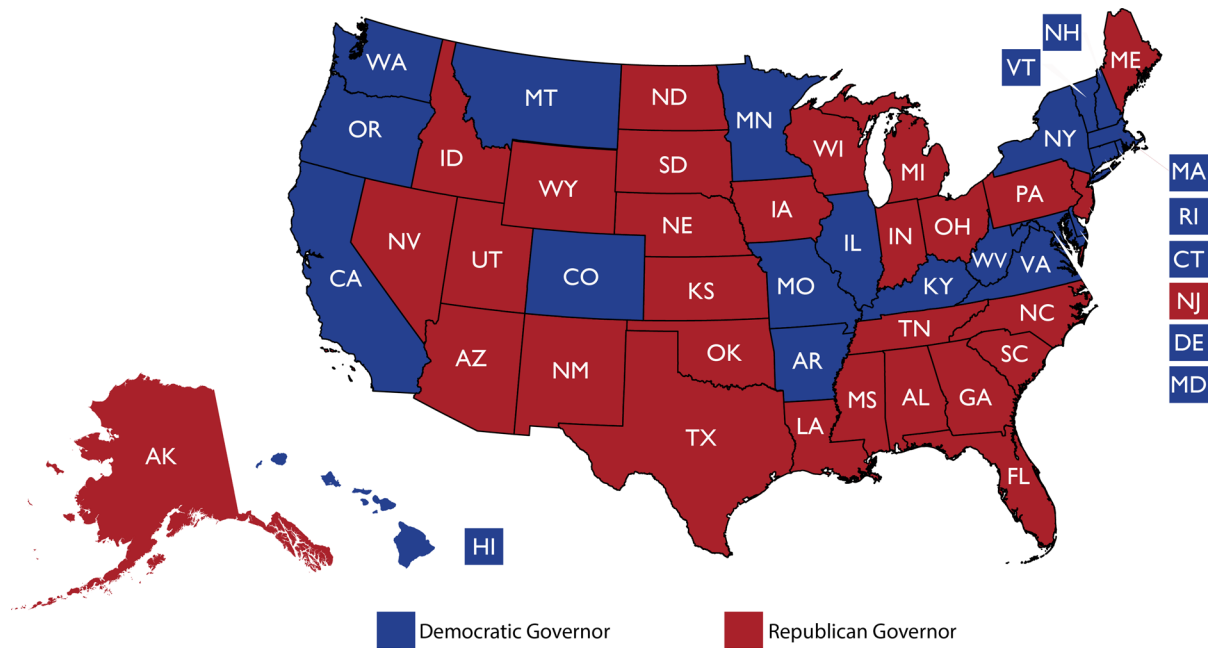 NH
VT
ME
WA
MT
ND
MN
OR
ID
WY
SD
WI
MI
NY
MA
RI
CT
NJ
DE
MD
NV
UT
CO
NE
IA
IL
IN
OH
PA
CA
KS
MO
KY
WV
VA
AZ
NM
OK
AR
TN
NC
SC
TX
LA
MS
AL
GA
FL
AK
HI
Democratic Governor
Republican Governor